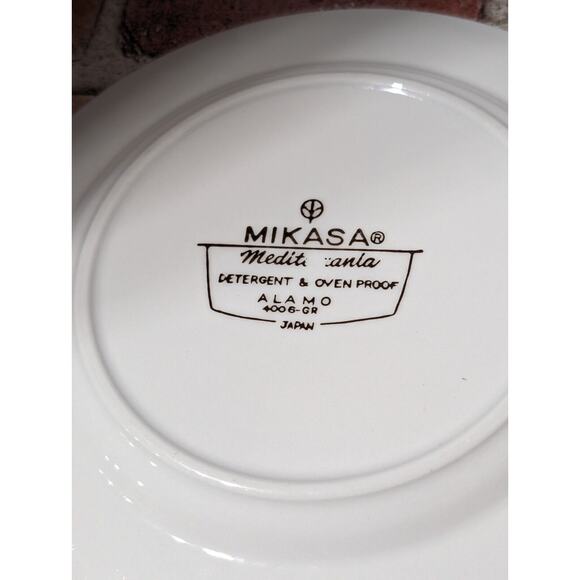 MIKASA®
DETERGENT & OVEN PROOF
ALAMO
4006-GR
JAPAN